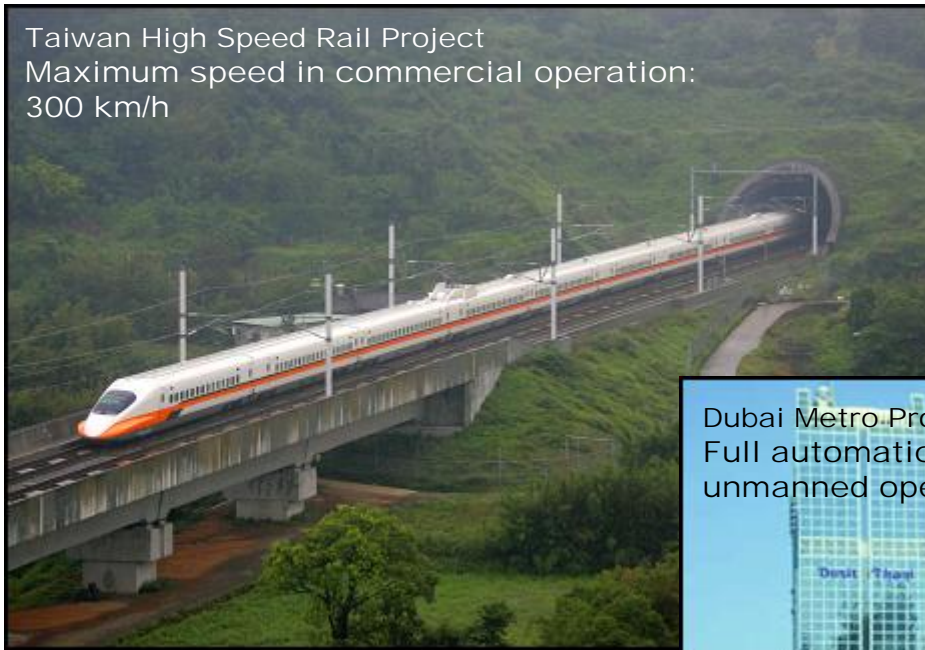 Taiwan High Speed Rail Project
Maximum speed in commercial operation:
300 km/h
Dubai Metro
Full
unmanned
Dusit Thani